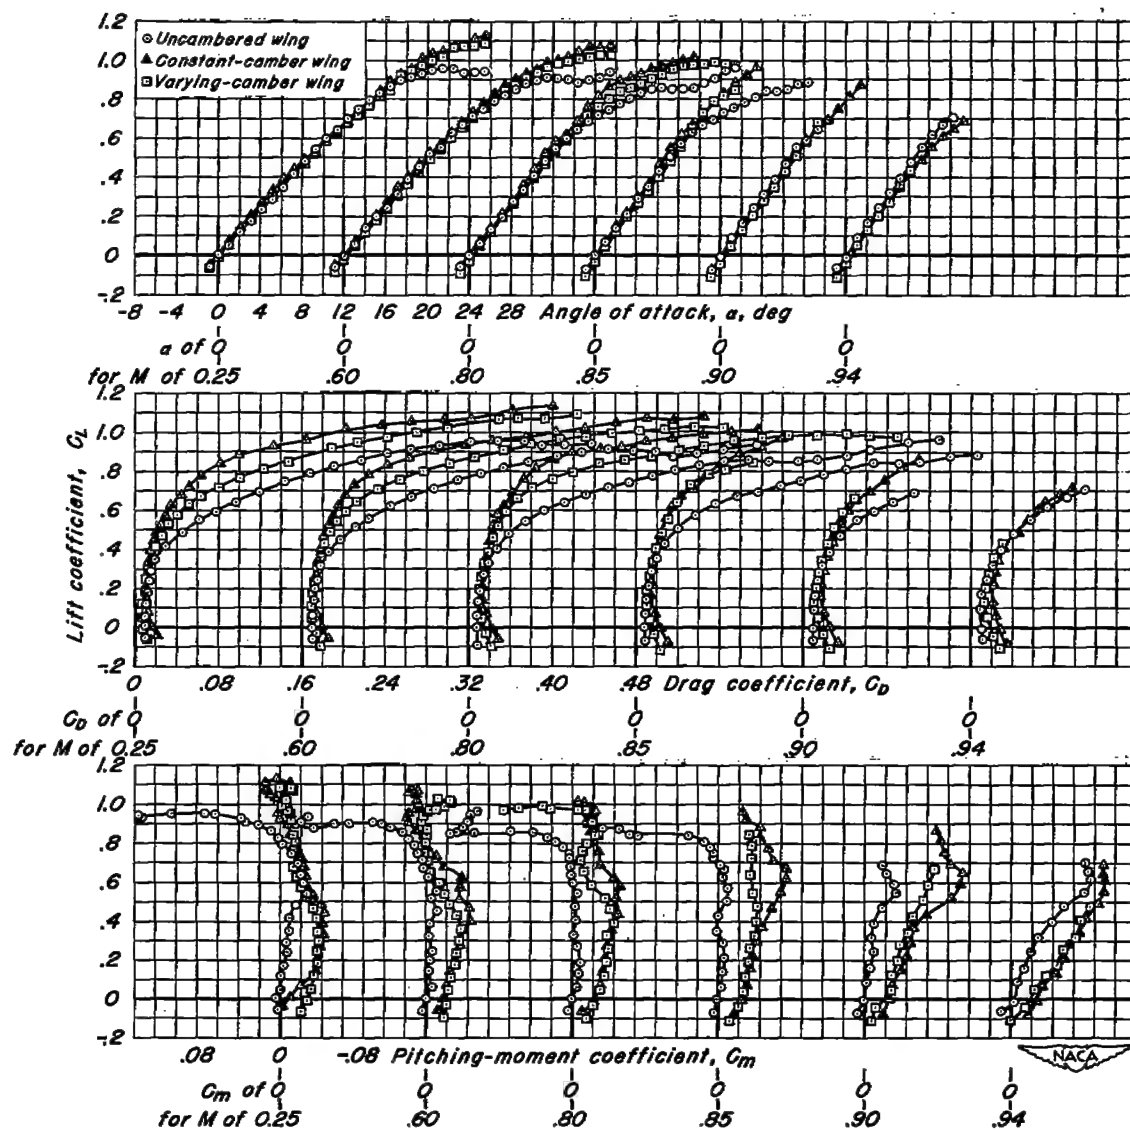 1.2
⊙ Uncambered wing
1.0
▲ Constant-camber wing
⊡ Varying-camber wing
.8
.6
.4
.2
0
-.2
-8 -4 0 4 8 12 16 20 24 28 Angle of attack, α, deg
α of 0 0 0 0 0 0
for M of 0.25 .60 .80 .85 .90 .94
1.2
1.0
.8
.6
.4
.2
0
-.2
Lift coefficient, C_L
0 .08 .16 .24 .32 .40 .48 Drag coefficient, C_D
C_D of 0 0 0 0 0 0
for M of 0.25 .60 .80 .85 .90 .94
1.2
1.0
.8
.6
.4
.2
0
-.2
.08 0 -.08 Pitching-moment coefficient, C_m
NACA
C_m of 0 0 0 0 0 0
for M of 0.25 .60 .80 .85 .90 .94